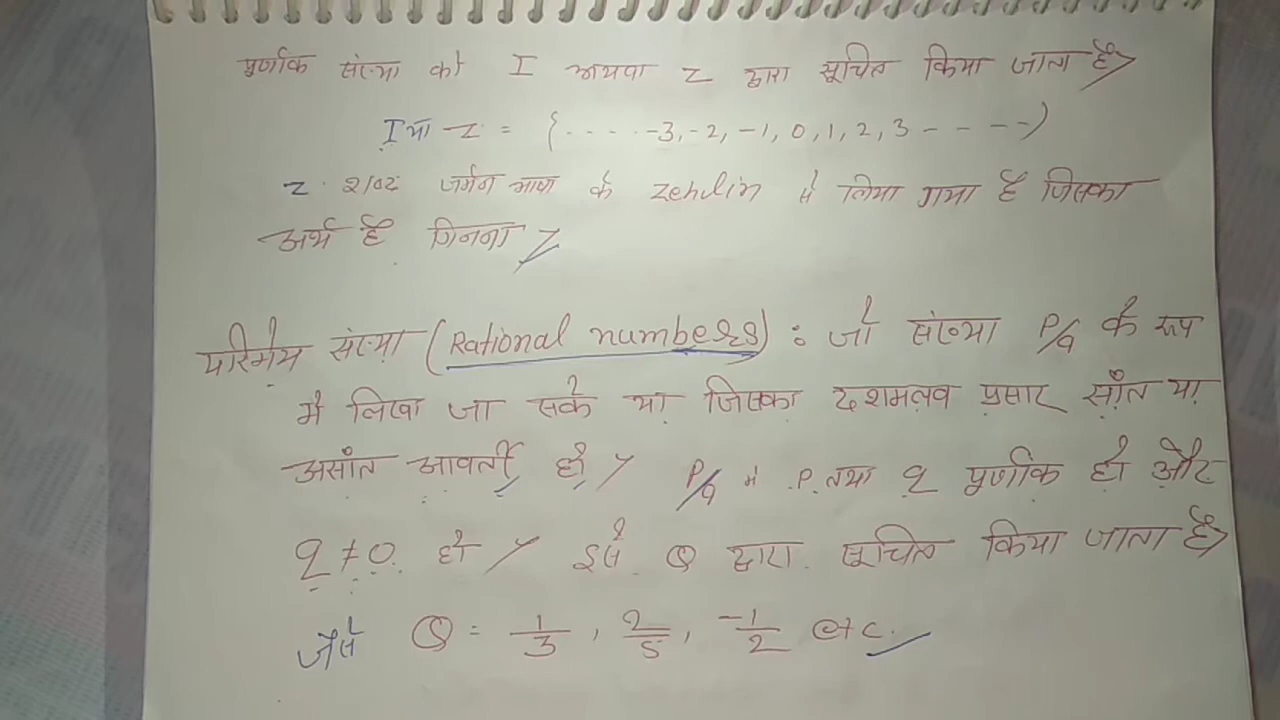 पूर्णांक संख्या को I अथवा Z द्वारा सूचित किया जाता है।
I या Z = {.....-3,-2,-1,0,1,2,3-----)
Z. शब्द जर्मन भाषा के Zehlin से लिया गया है जिसका
अर्थ है गिनना।
परिमेय संख्या (Rational numbers) : जो संख्या P/q के रूप
मे लिखा जा सके या जिसका दशमलव प्रसार सांत या
असांत आवर्ती हो। P/q मे P तथा q पूर्णांक हो और
q ≠ 0 हो। इसे Q द्वारा सूचित किया जाता है।
जैसे Q = 1/3, 2/5, -1/2 etc.